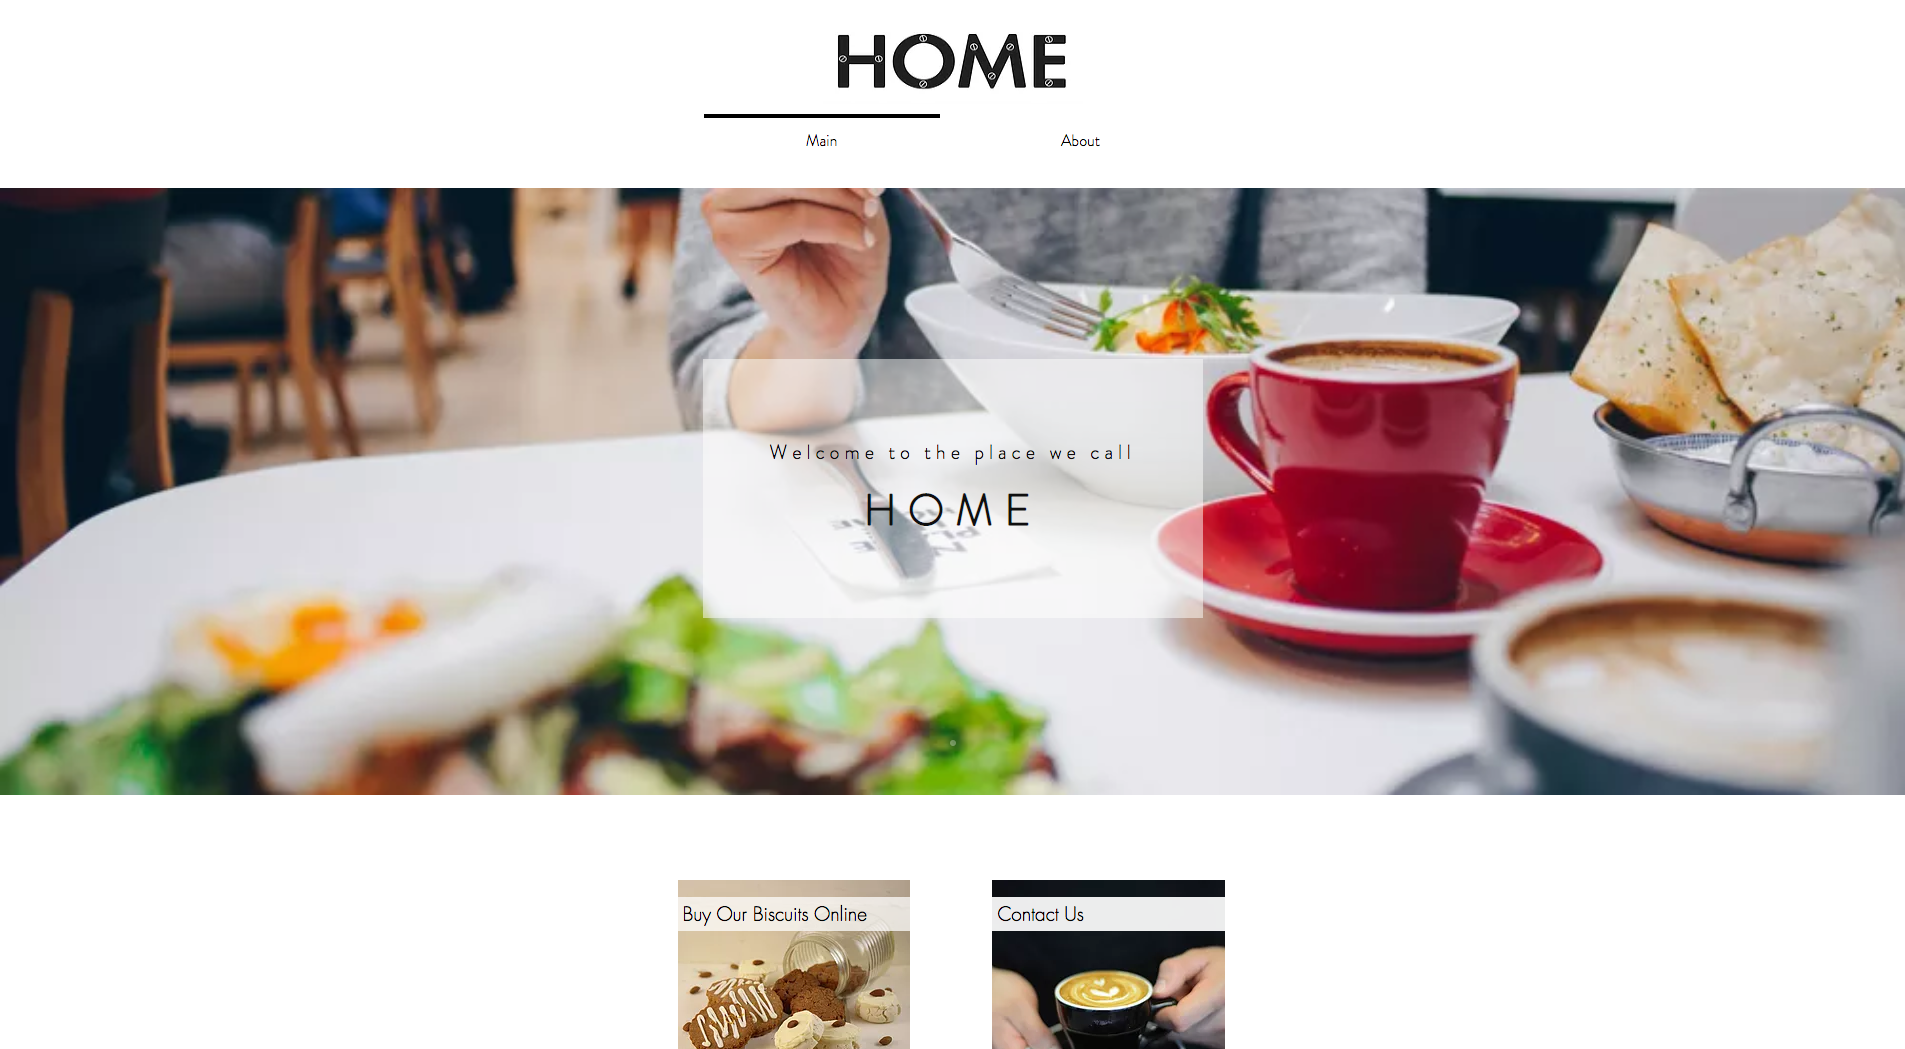 HOME
Main
About
Welcome to the place we call
HOME
Buy Our Biscuits Online
Contact Us